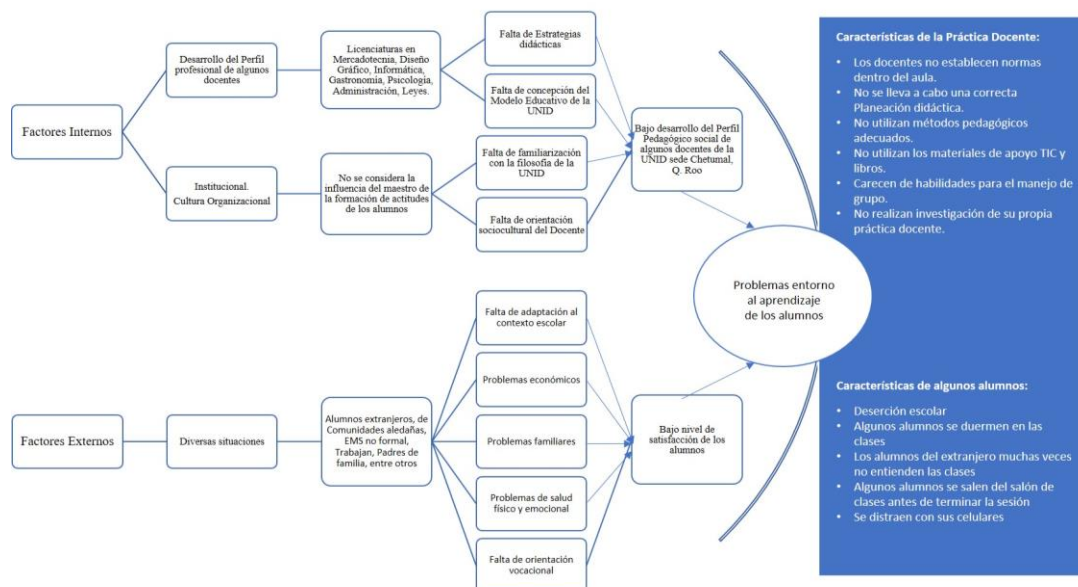 Factores Internos
Desarrollo del Perfil
profesional de algunos
docentes
Licenciaturas en
Mercadotecnia, Diseño
Gráfico, Informática,
Gastronomía, Psicología,
Administración, Leyes.
Falta de Estrategias
didácticas
Falta de concepción del
Modelo Educativo de la
UNID
Institucional.
Cultura Organizacional
No se considera la
influencia del maestro de
la formación de actitudes
de los alumnos
Falta de familiarización
con la filosofía de la
UNID
Falta de orientación
sociocultural del Docente
Bajo desarrollo del Perfil
Pedagógico social de
algunos docentes de la
UNID sede Chetumal,
Q. Roo
Factores Externos
Diversas situaciones
Alumnos extranjeros, de
Comunidades aledañas,
EMS no formal,
Trabajan, Padres de
familia, entre otros
Falta de adaptación al
contexto escolar
Problemas económicos
Problemas familiares
Problemas de salud
físico y emocional
Falta de orientación
vocacional
Bajo nivel de
satisfacción de los
alumnos
Problemas entorno
al aprendizaje
de los alumnos
Características de la Práctica Docente:
• Los docentes no establecen normas
dentro del aula.
• No se lleva a cabo una correcta
Planeación didáctica.
• No utilizan métodos pedagógicos
adecuados.
• No utilizan los materiales de apoyo TIC y
libros.
• Carecen de habilidades para el manejo de
grupo.
• No realizan investigación de su propia
práctica docente.
Características de algunos alumnos:
• Deserción escolar
• Algunos alumnos se duermen en las
clases
• Los alumnos del extranjero muchas veces
no entienden las clases
• Algunos alumnos se salen del salón de
clases antes de terminar la sesión
• Se distraen con sus celulares